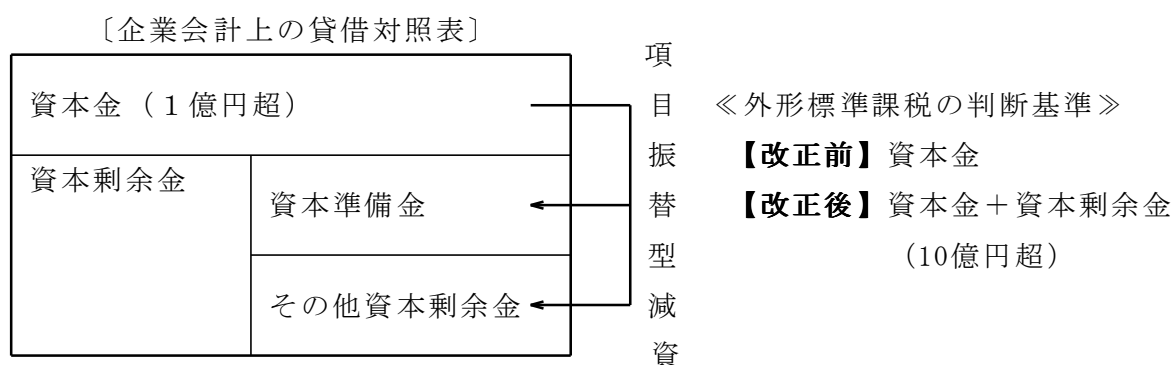 〔企業会計上の貸借対照表〕
資本金（１億円超）
資本剰余金
資本準備金
その他資本剰余金
項目振替型減資
≪外形標準課税の判断基準≫
【改正前】資本金
【改正後】資本金＋資本剰余金
（10億円超）